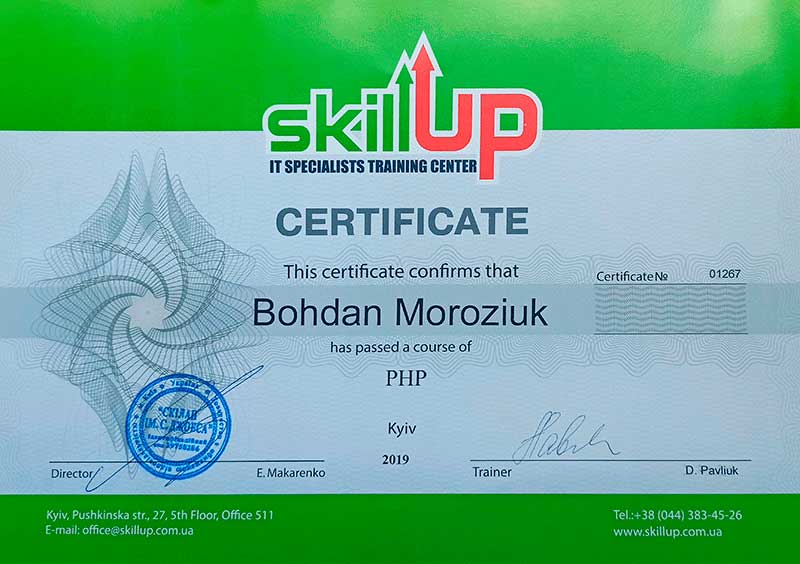 skillUP
IT SPECIALISTS TRAINING CENTER
CERTIFICATE
This certificate confirms that
Certificate № 01267
Bohdan Moroziuk
has passed a course of
PHP
"СКІЛАП
ІМ. С. ДЖОБСА"
Kyiv
2019
Director E. Makarenko
Trainer D. Pavliuk
Kyiv, Pushkinska str., 27, 5th Floor, Office 511
E-mail: office@skillup.com.ua
Tel.:+38 (044) 383-45-26
www.skillup.com.ua